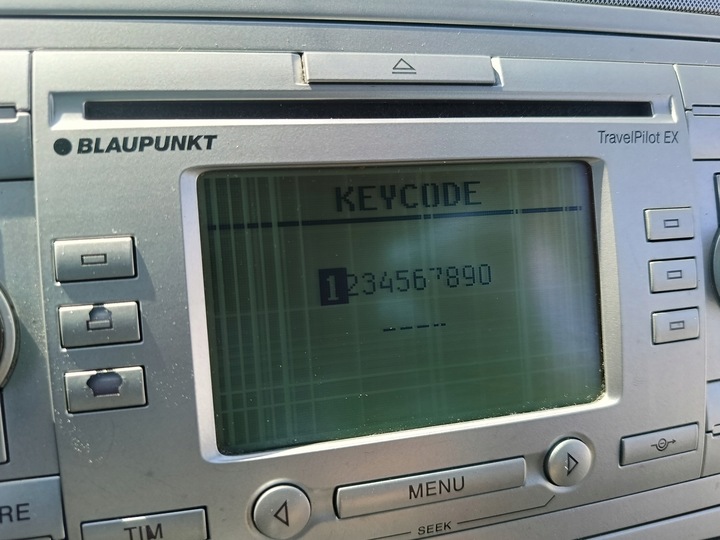 BLAUPUNKT
TravelPilot EX
KEYCODE
1234567890
----
MENU
SEEK
TIM
RE